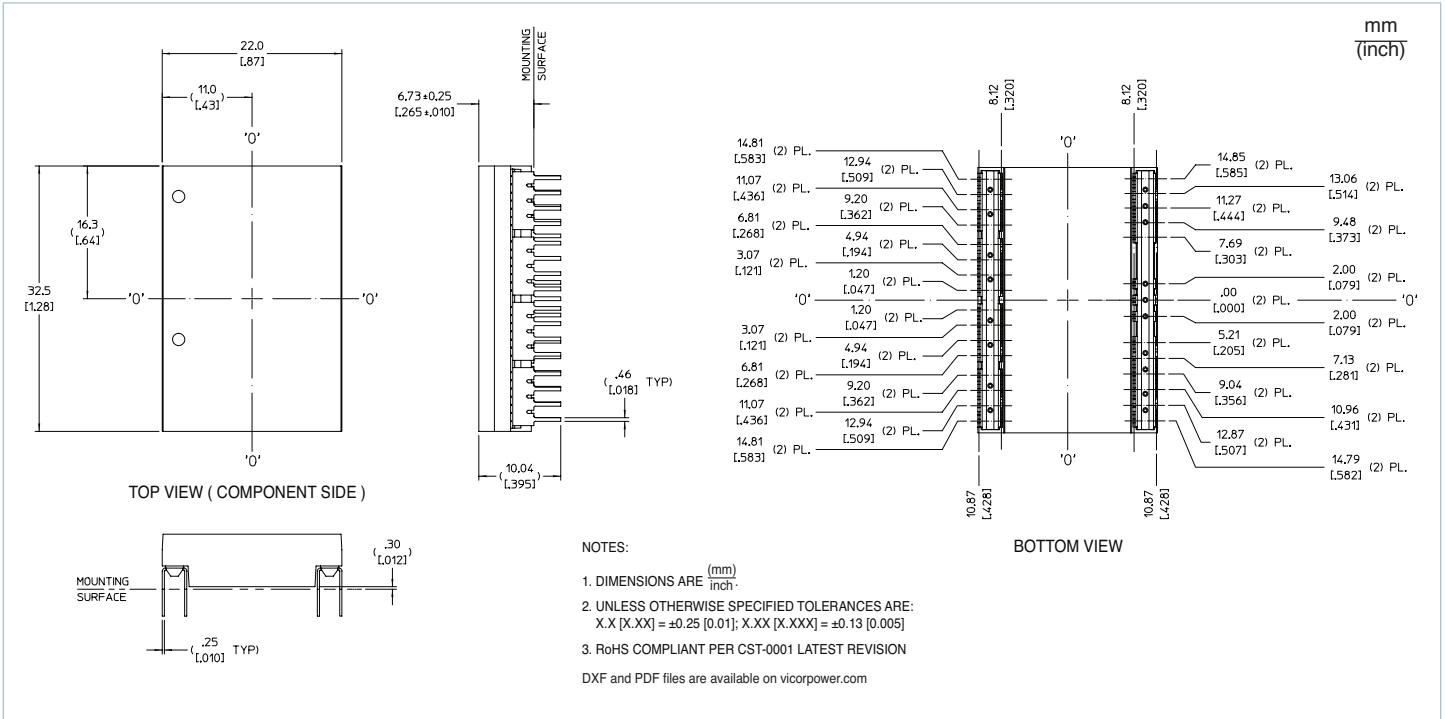 mm
(inch)
22.0
[.87]
11.0
([.43])
'0'
32.5
[1.28]
16.3
([.64])
'0'
'0'
'0'
TOP VIEW ( COMPONENT SIDE )
MOUNTING
SURFACE
6.73±0.25
[.265±.010]
.46
([.018] TYP)
10.04
([.395])
.30
([.012])
MOUNTING
SURFACE
.25
([.010] TYP)
8.12
[.320]
8.12
[.320]
'0'
14.81
[.583] (2) PL.
12.94
[.509] (2) PL.
11.07
[.436] (2) PL.
9.20
[.362] (2) PL.
6.81
[.268] (2) PL.
4.94
[.194] (2) PL.
3.07
[.121] (2) PL.
1.20
[.047] (2) PL.
'0'
1.20
[.047] (2) PL.
3.07
[.121] (2) PL.
4.94
[.194] (2) PL.
6.81
[.268] (2) PL.
9.20
[.362] (2) PL.
11.07
[.436] (2) PL.
12.94
[.509] (2) PL.
14.81
[.583] (2) PL.
14.85
[.585] (2) PL.
13.06
[.514] (2) PL.
11.27
[.444] (2) PL.
9.48
[.373] (2) PL.
7.69
[.303] (2) PL.
2.00
[.079] (2) PL.
.00
[.000] (2) PL.
'0'
2.00
[.079] (2) PL.
5.21
[.205] (2) PL.
7.13
[.281] (2) PL.
9.04
[.356] (2) PL.
10.96
[.431] (2) PL.
12.87
[.507] (2) PL.
14.79
[.582] (2) PL.
'0'
10.87
[.428]
10.87
[.428]
BOTTOM VIEW
NOTES:
1. DIMENSIONS ARE (mm)
inch.
2. UNLESS OTHERWISE SPECIFIED TOLERANCES ARE:
X.X [X.XX] = ±0.25 [0.01]; X.XX [X.XXX] = ±0.13 [0.005]
3. RoHS COMPLIANT PER CST-0001 LATEST REVISION
DXF and PDF files are available on vicorpower.com